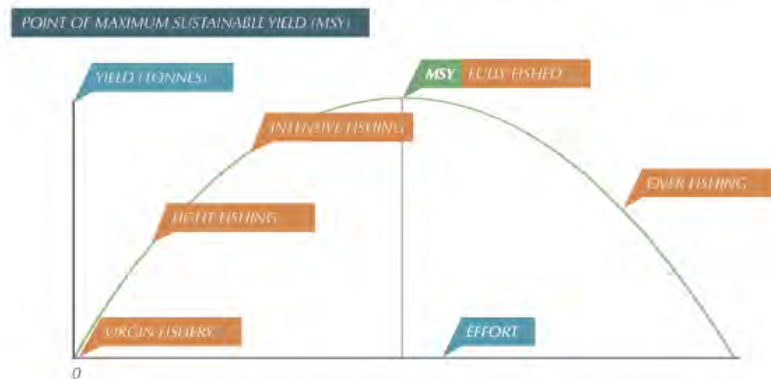 POINT OF MAXIMUM SUSTAINABLE YIELD (MSY)
YIELD (TONNES)
MSY FULLY FISHED
INTENSIVE FISHING
OVER FISHING
LIGHT FISHING
VIRGIN FISHERY
EFFORT
0